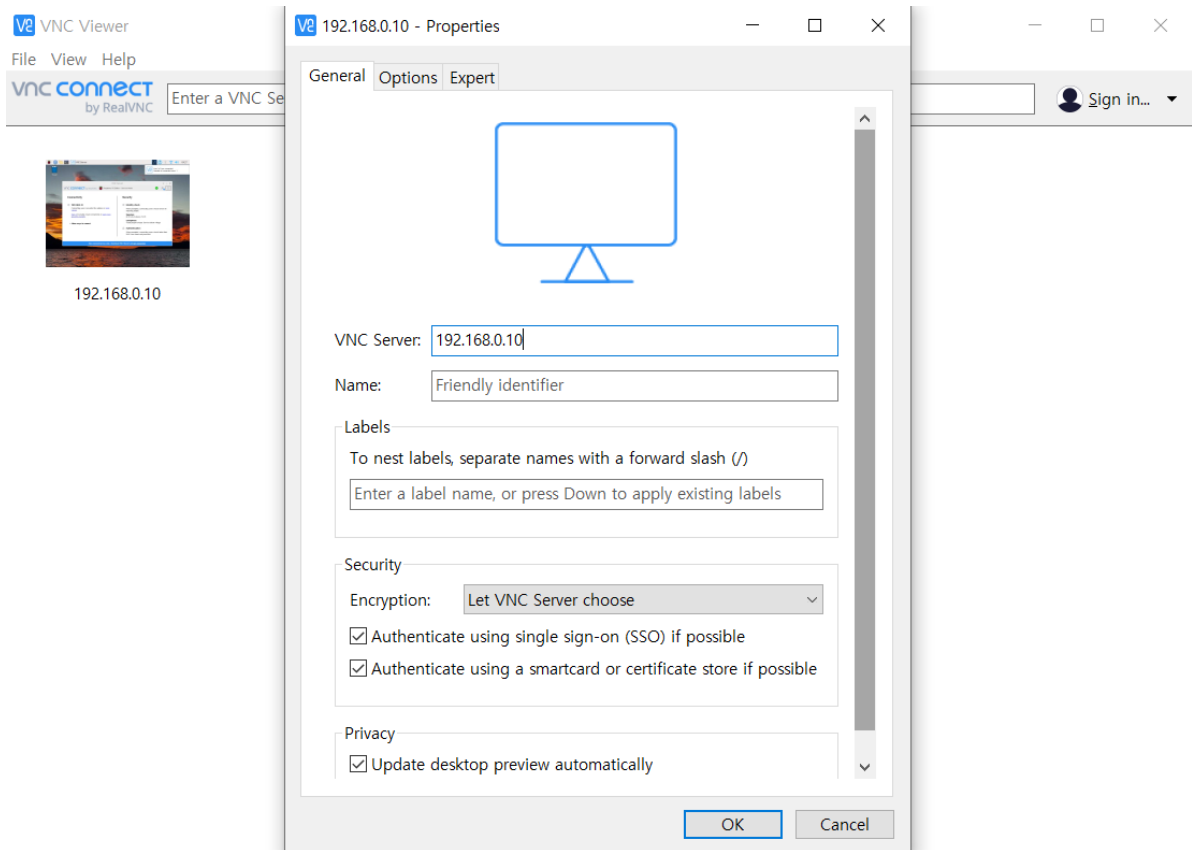 VNC Viewer
File View Help
vnc connect
by RealVNC
Enter a VNC Se
Sign in...
192.168.0.10
192.168.0.10 - Properties
General Options Expert
VNC Server: 192.168.0.10
Name: Friendly identifier
Labels
To nest labels, separate names with a forward slash (/)
Enter a label name, or press Down to apply existing labels
Security
Encryption: Let VNC Server choose
Authenticate using single sign-on (SSO) if possible
Authenticate using a smartcard or certificate store if possible
Privacy
Update desktop preview automatically
OK Cancel